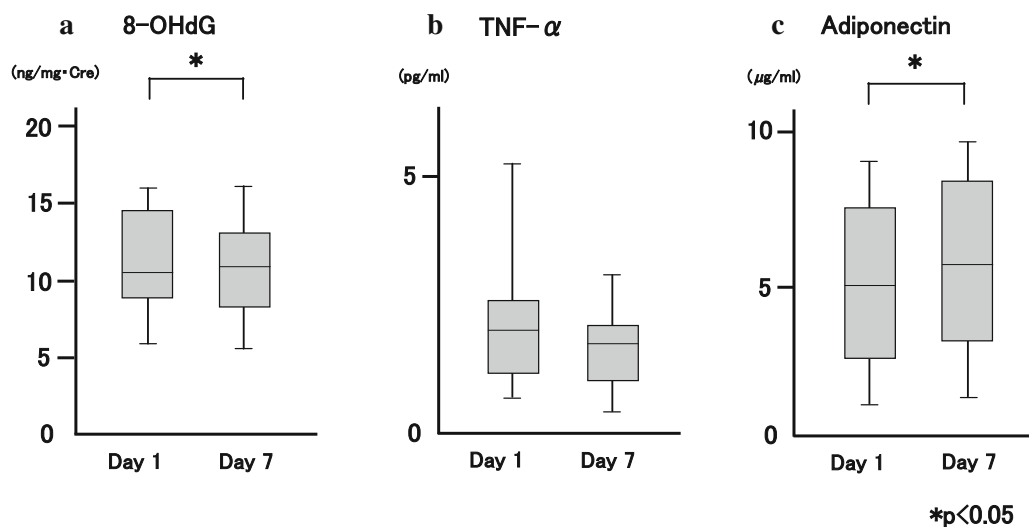 a 8-OHdG
(ng/mg·Cre)
*
20
15
10
5
0
Day 1 Day 7
b TNF-α
(pg/ml)
5
0
Day 1 Day 7
c Adiponectin
(μg/ml)
*
10
5
0
Day 1 Day 7
*p<0.05